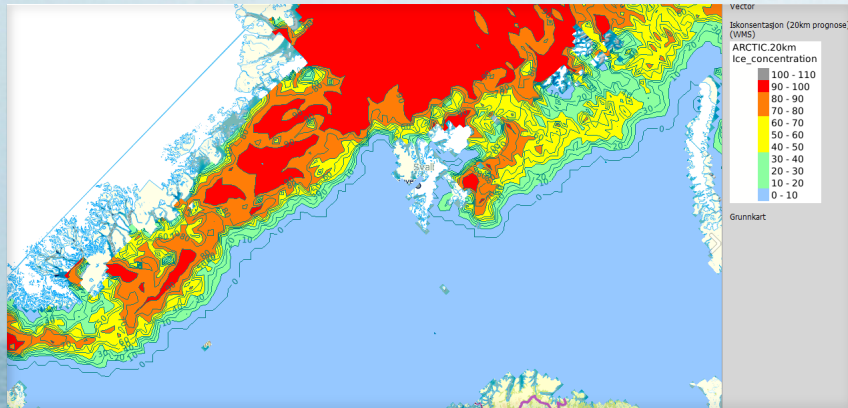 Vector
Iskonsentasjon (20km prognose)
(WMS)
ARCTIC.20km
Ice_concentration
100 - 110
90 - 100
80 - 90
70 - 80
60 - 70
50 - 60
40 - 50
30 - 40
20 - 30
10 - 20
0 - 10
Grunnkart